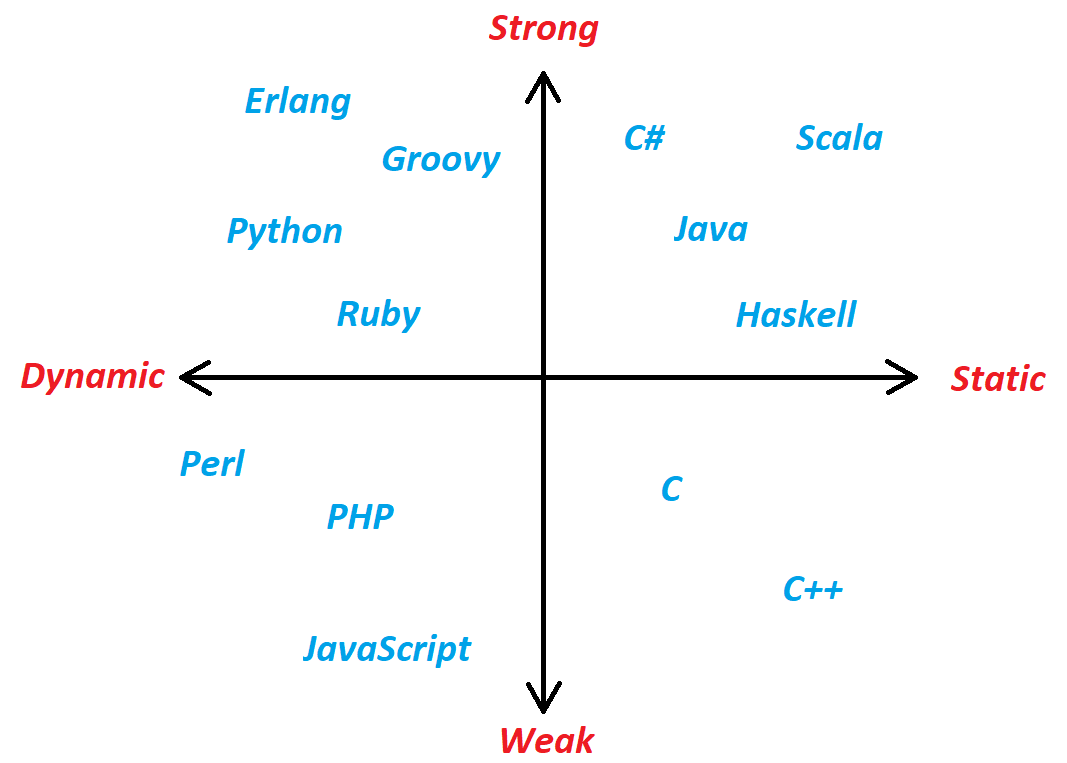 Strong
Erlang
C#
Scala
Groovy
Python
Java
Ruby
Haskell
Dynamic
Static
Perl
C
PHP
C++
JavaScript
Weak